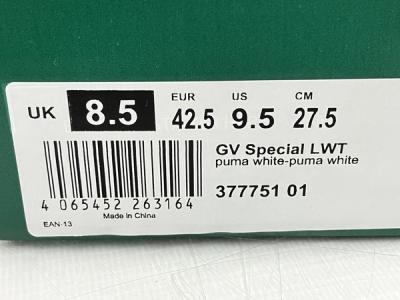 UK 8.5 EUR 42.5 US 9.5 CM 27.5
GV Special LWT
puma white-puma white
377751 01
4 065452 263164
Made In China
EAN-13